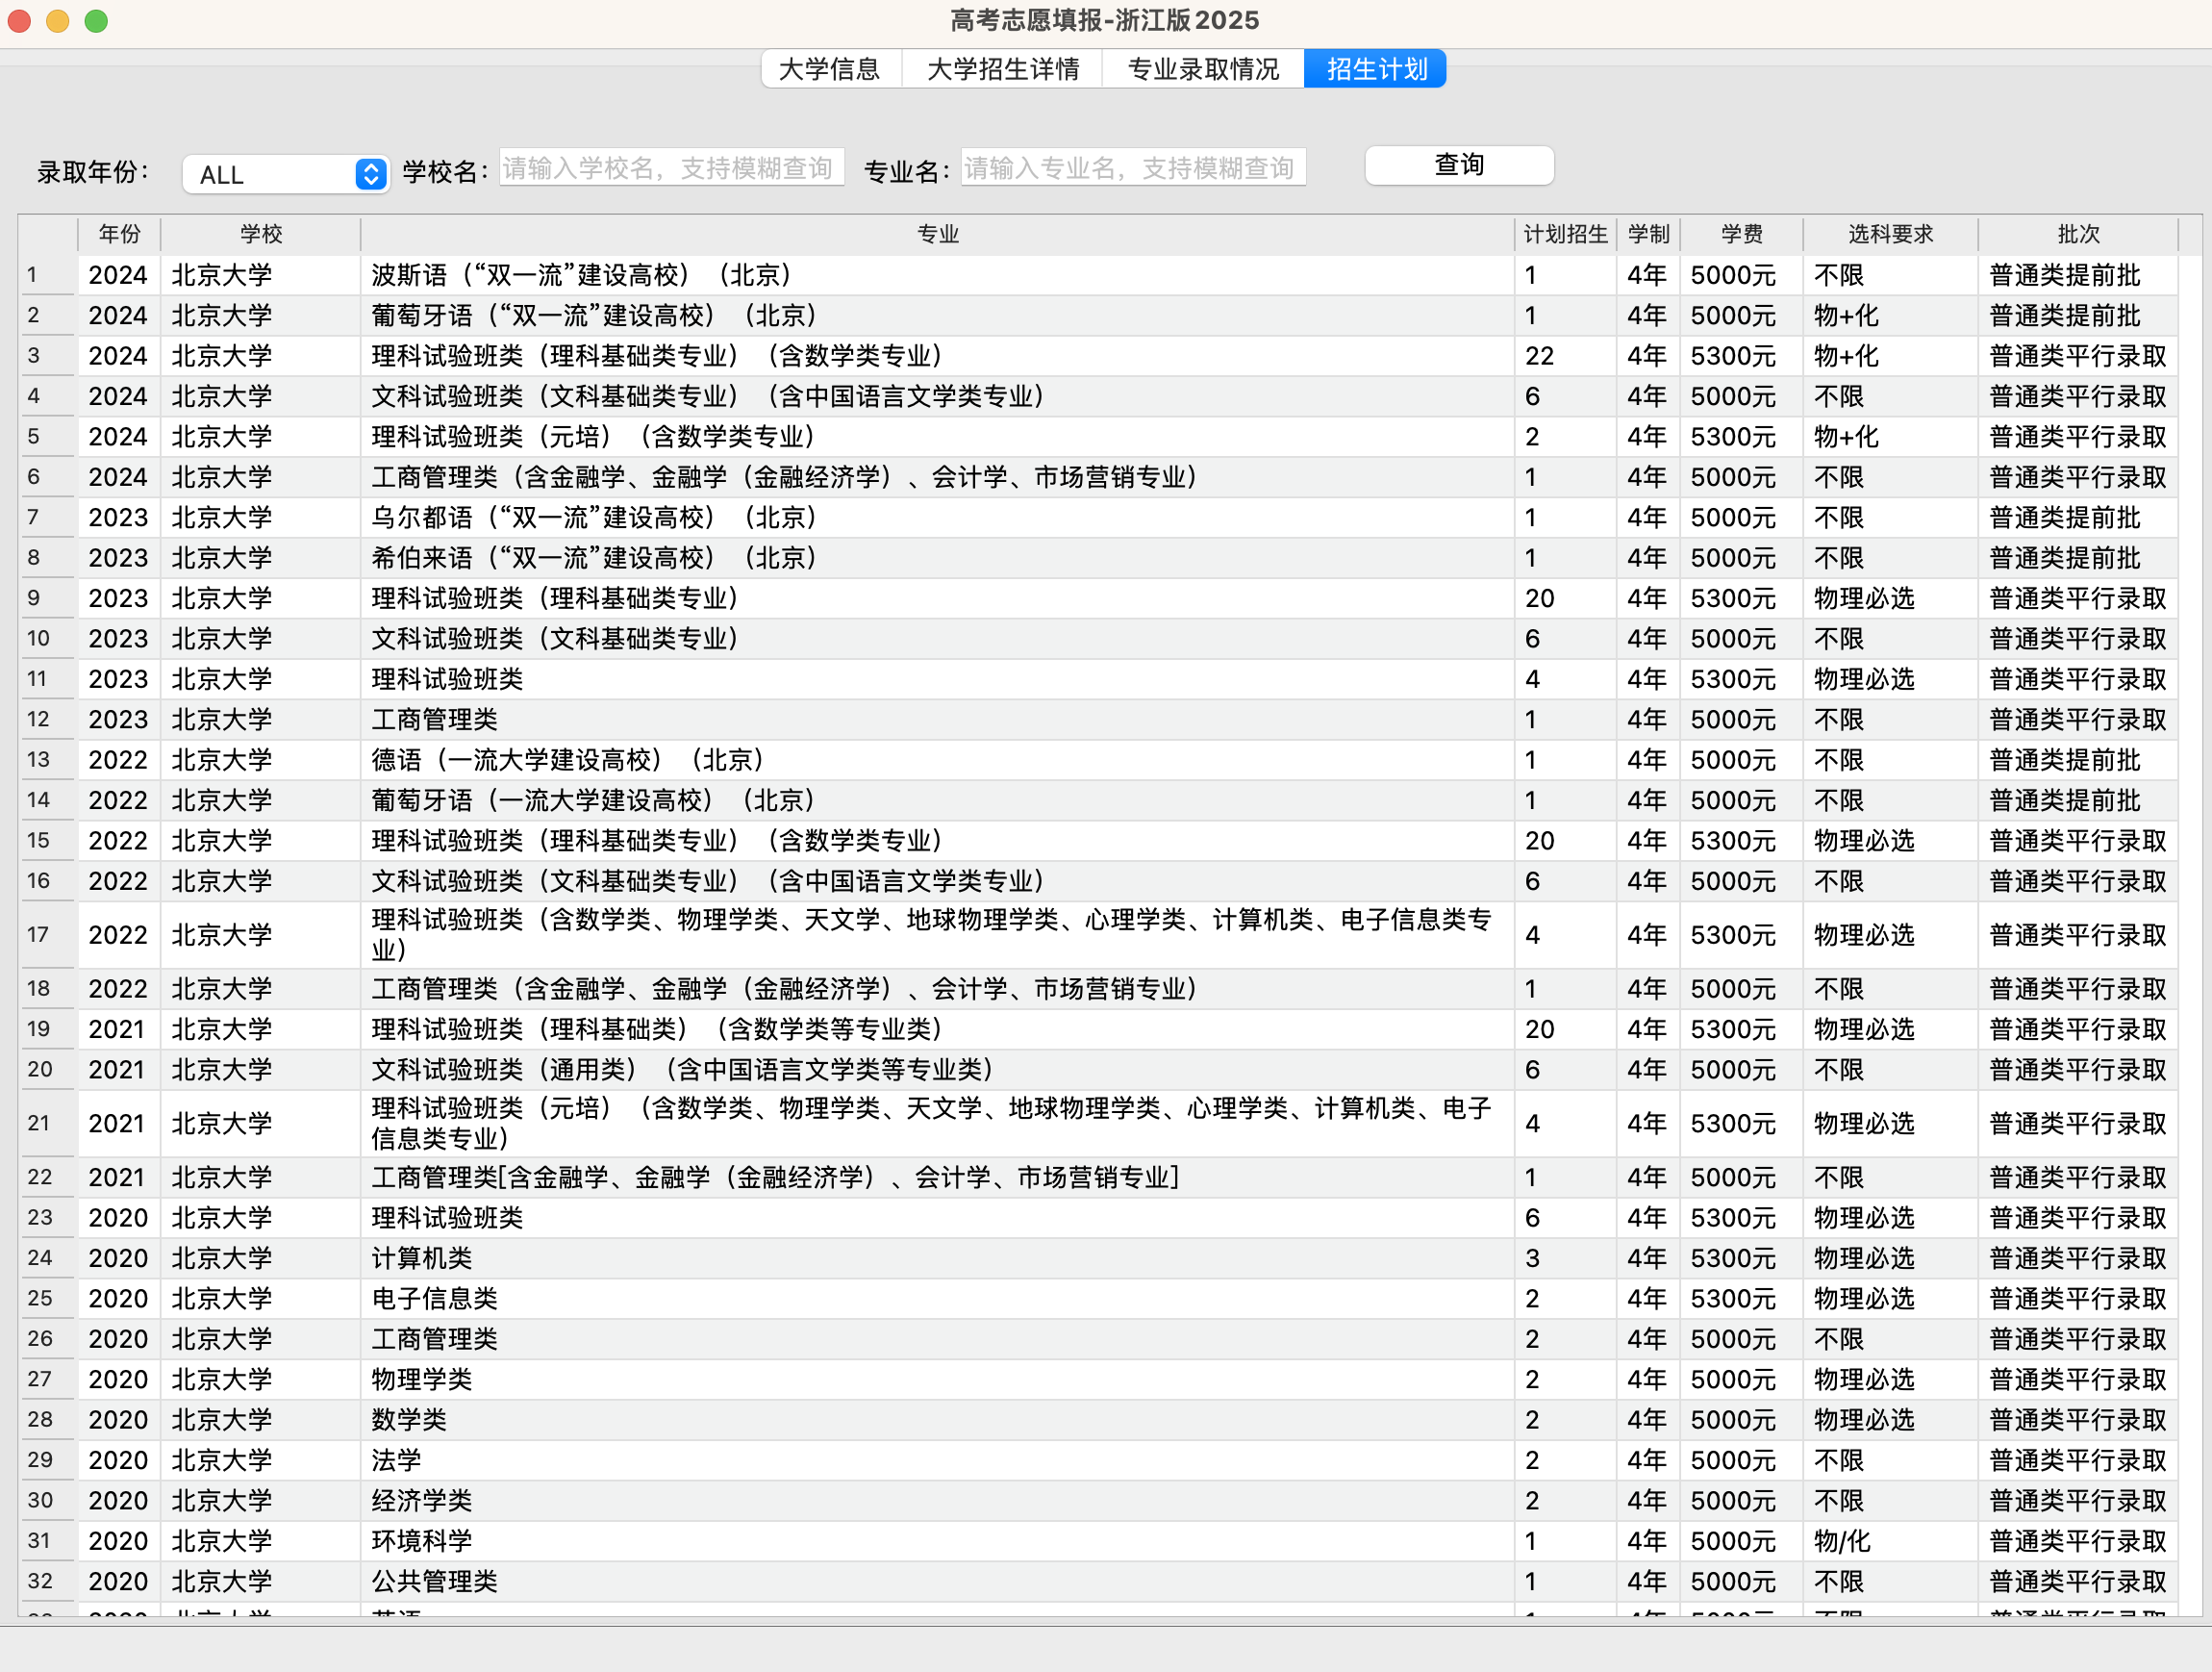 高考志愿填报-浙江版2025
大学信息 大学招生详情 专业录取情况 招生计划
录取年份： ALL 学校名： 请输入学校名，支持模糊查询 专业名： 请输入专业名，支持模糊查询 查询
年份 学校 专业 计划招生 学制 学费 选科要求 批次
1 2024 北京大学 波斯语（“双一流”建设高校）（北京） 1 4年 5000元 不限 普通类提前批
2 2024 北京大学 葡萄牙语（“双一流”建设高校）（北京） 1 4年 5000元 物+化 普通类提前批
3 2024 北京大学 理科试验班类（理科基础类专业）（含数学类专业） 22 4年 5300元 物+化 普通类平行录取
4 2024 北京大学 文科试验班类（文科基础类专业）（含中国语言文学类专业） 6 4年 5000元 不限 普通类平行录取
5 2024 北京大学 理科试验班类（元培）（含数学类专业） 2 4年 5300元 物+化 普通类平行录取
6 2024 北京大学 工商管理类（含金融学、金融学（金融经济学）、会计学、市场营销专业） 1 4年 5000元 不限 普通类平行录取
7 2023 北京大学 乌尔都语（“双一流”建设高校）（北京） 1 4年 5000元 不限 普通类提前批
8 2023 北京大学 希伯来语（“双一流”建设高校）（北京） 1 4年 5000元 不限 普通类提前批
9 2023 北京大学 理科试验班类（理科基础类专业） 20 4年 5300元 物理必选 普通类平行录取
10 2023 北京大学 文科试验班类（文科基础类专业） 6 4年 5000元 不限 普通类平行录取
11 2023 北京大学 理科试验班类 4 4年 5300元 物理必选 普通类平行录取
12 2023 北京大学 工商管理类 1 4年 5000元 不限 普通类平行录取
13 2022 北京大学 德语（一流大学建设高校）（北京） 1 4年 5000元 不限 普通类提前批
14 2022 北京大学 葡萄牙语（一流大学建设高校）（北京） 1 4年 5000元 不限 普通类提前批
15 2022 北京大学 理科试验班类（理科基础类专业）（含数学类专业） 20 4年 5300元 物理必选 普通类平行录取
16 2022 北京大学 文科试验班类（文科基础类专业）（含中国语言文学类专业） 6 4年 5000元 不限 普通类平行录取
17 2022 北京大学 理科试验班类（含数学类、物理学类、天文学、地球物理学类、心理学类、计算机类、电子信息类专
业） 4 4年 5300元 物理必选 普通类平行录取
18 2022 北京大学 工商管理类（含金融学、金融学（金融经济学）、会计学、市场营销专业） 1 4年 5000元 不限 普通类平行录取
19 2021 北京大学 理科试验班类（理科基础类）（含数学类等专业类） 20 4年 5300元 物理必选 普通类平行录取
20 2021 北京大学 文科试验班类（通用类）（含中国语言文学类等专业类） 6 4年 5000元 不限 普通类平行录取
21 2021 北京大学 理科试验班类（元培）（含数学类、物理学类、天文学、地球物理学类、心理学类、计算机类、电子
信息类专业） 4 4年 5300元 物理必选 普通类平行录取
22 2021 北京大学 工商管理类[含金融学、金融学（金融经济学）、会计学、市场营销专业] 1 4年 5000元 不限 普通类平行录取
23 2020 北京大学 理科试验班类 6 4年 5300元 物理必选 普通类平行录取
24 2020 北京大学 计算机类 3 4年 5300元 物理必选 普通类平行录取
25 2020 北京大学 电子信息类 2 4年 5300元 物理必选 普通类平行录取
26 2020 北京大学 工商管理类 2 4年 5000元 不限 普通类平行录取
27 2020 北京大学 物理学类 2 4年 5000元 物理必选 普通类平行录取
28 2020 北京大学 数学类 2 4年 5000元 物理必选 普通类平行录取
29 2020 北京大学 法学 2 4年 5000元 不限 普通类平行录取
30 2020 北京大学 经济学类 2 4年 5000元 不限 普通类平行录取
31 2020 北京大学 环境科学 1 4年 5000元 物/化 普通类平行录取
32 2020 北京大学 公共管理类 1 4年 5000元 不限 普通类平行录取